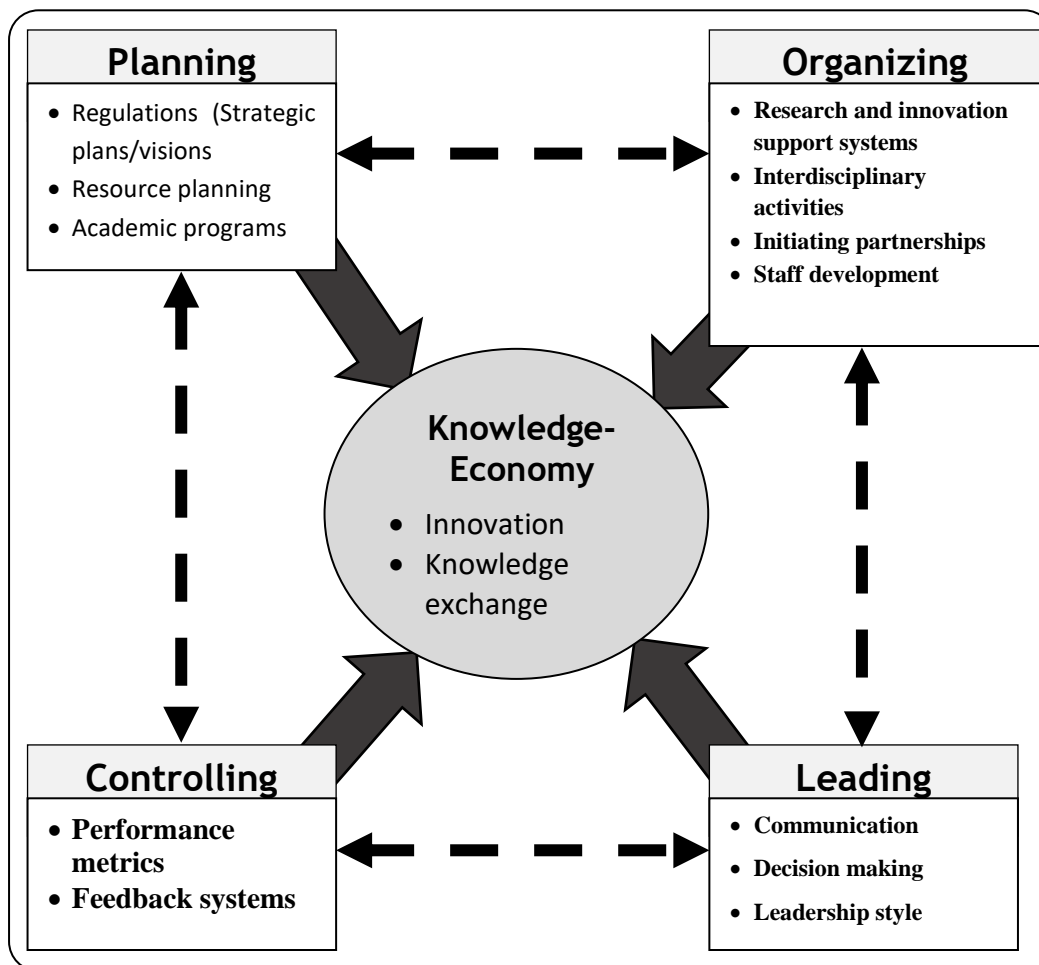 Planning
• Regulations (Strategic
plans/visions
• Resource planning
• Academic programs
Organizing
• Research and innovation
support systems
• Interdisciplinary
activities
• Initiating partnerships
• Staff development
Knowledge-
Economy
• Innovation
• Knowledge
exchange
Controlling
• Performance
metrics
• Feedback systems
Leading
• Communication
• Decision making
• Leadership style